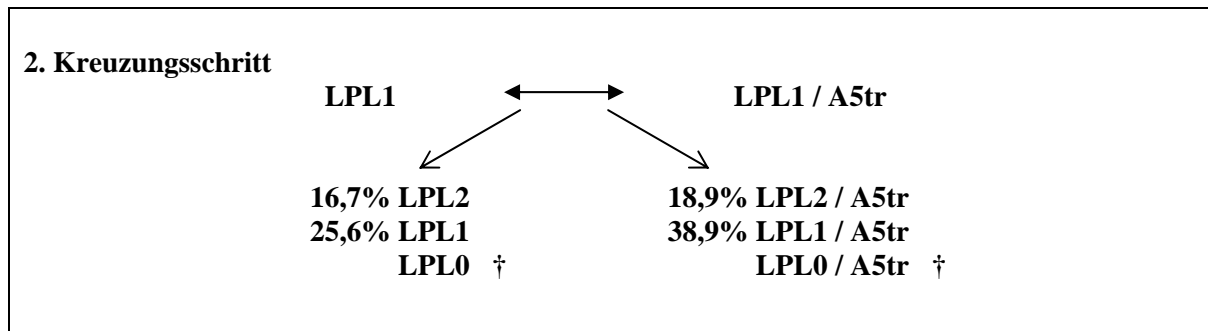 2. Kreuzungsschritt
LPL1 LPL1 / A5tr
16,7% LPL2 18,9% LPL2 / A5tr
25,6% LPL1 38,9% LPL1 / A5tr
LPL0 † LPL0 / A5tr †